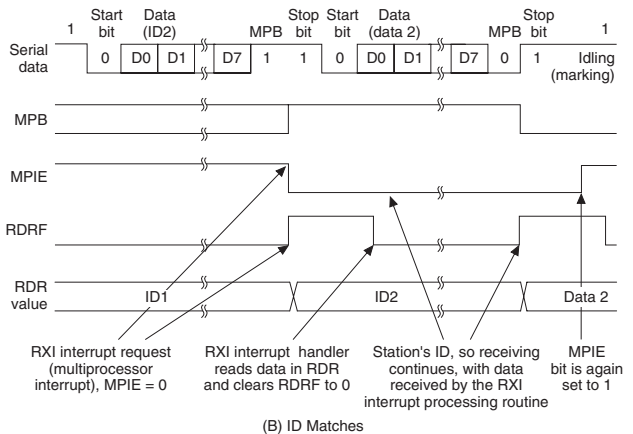 1
Start bit
Data (ID2)
MPB
Stop bit
Start bit
Data (data 2)
MPB
Stop bit
1
Serial data
0 D0 D1 D7 1 1 0 D0 D1 D7 0 1
Idling (marking)
MPB
MPIE
RDRF
RDR value
ID1
ID2
Data 2
RXI interrupt request
(multiprocessor
interrupt), MPIE = 0
RXI interrupt handler
reads data in RDR
and clears RDRF to 0
Station's ID, so receiving
continues, with data
received by the RXI
interrupt processing routine
MPIE
bit is again
set to 1
(B) ID Matches